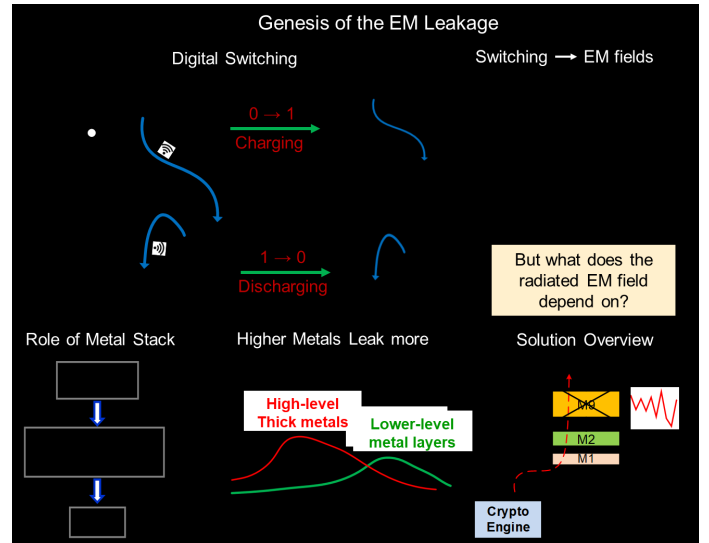 Genesis of the EM Leakage
Digital Switching
Switching → EM fields
0 → 1
Charging
1 → 0
Discharging
But what does the
radiated EM field
depend on?
Role of Metal Stack
Higher Metals Leak more
Solution Overview
High-level
Thick metals
Lower-level
metal layers
M9
M2
M1
Crypto
Engine